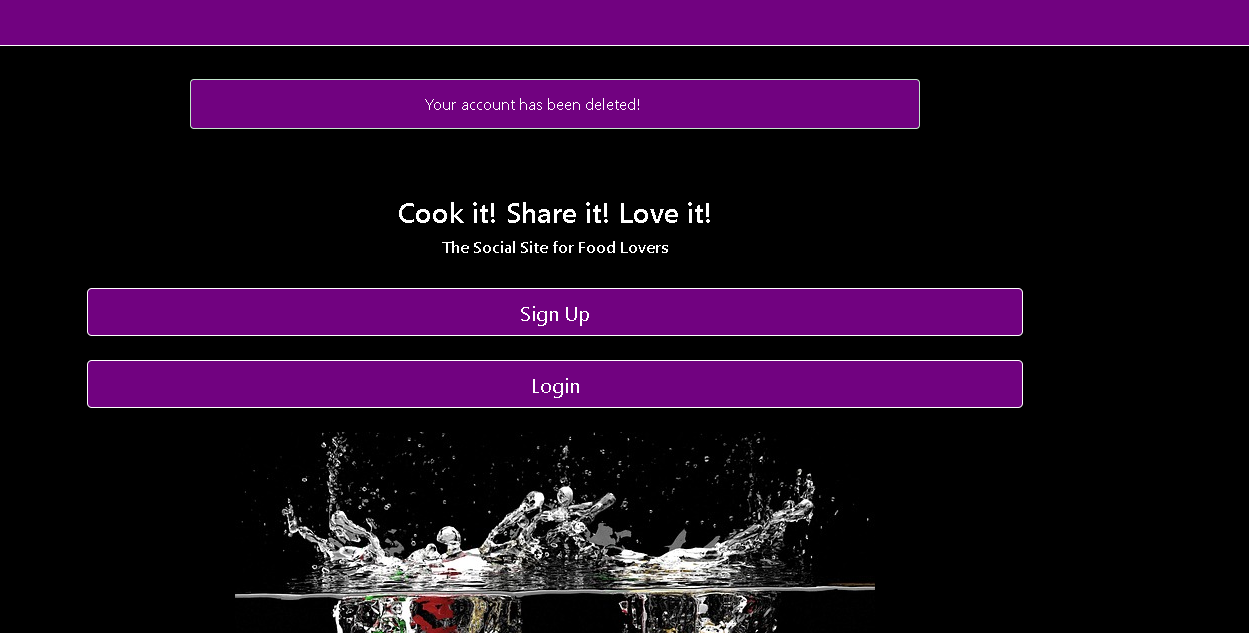 Your account has been deleted!
Cook it! Share it! Love it!
The Social Site for Food Lovers
Sign Up
Login